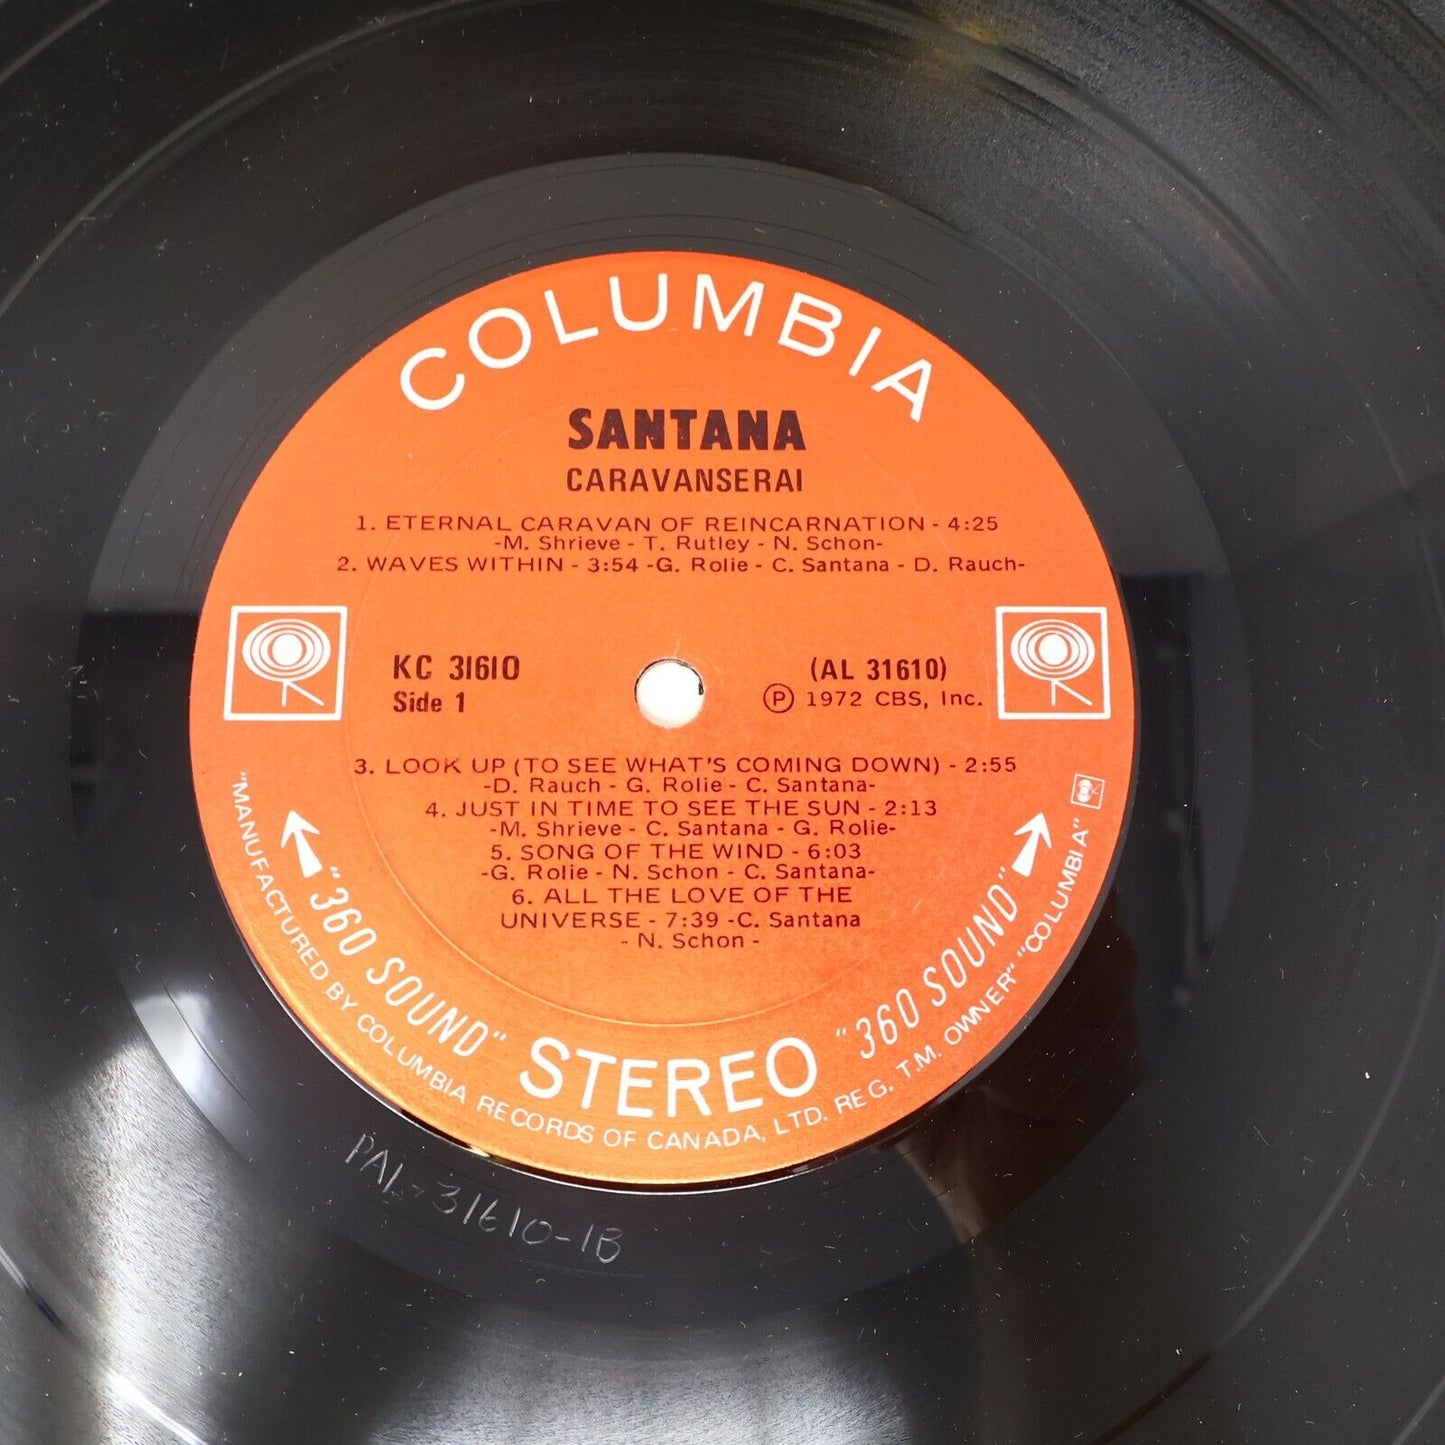 COLUMBIA
SANTANA
CARAVANSERAI
1. ETERNAL CARAVAN OF REINCARNATION - 4:25
-M. Shrieve - T. Rutley - N. Schon-
2. WAVES WITHIN - 3:54 -G. Rolie - C. Santana - D. Rauch-
KC 31610
Side 1
(AL 31610)
Ⓟ 1972 CBS, Inc.
3. LOOK UP (TO SEE WHAT'S COMING DOWN) - 2:55
-D. Rauch - G. Rolie - C. Santana-
4. JUST IN TIME TO SEE THE SUN - 2:13
-M. Shrieve - C. Santana - G. Rolie-
5. SONG OF THE WIND - 6:03
-G. Rolie - N. Schon - C. Santana-
6. ALL THE LOVE OF THE
UNIVERSE - 7:39 -C. Santana
- N. Schon -
"360 SOUND" STEREO "360 SOUND"
"MANUFACTURED BY COLUMBIA RECORDS OF CANADA, LTD. REG. T.M. OWNER" "COLUMBIA"
PAL-31610-1B